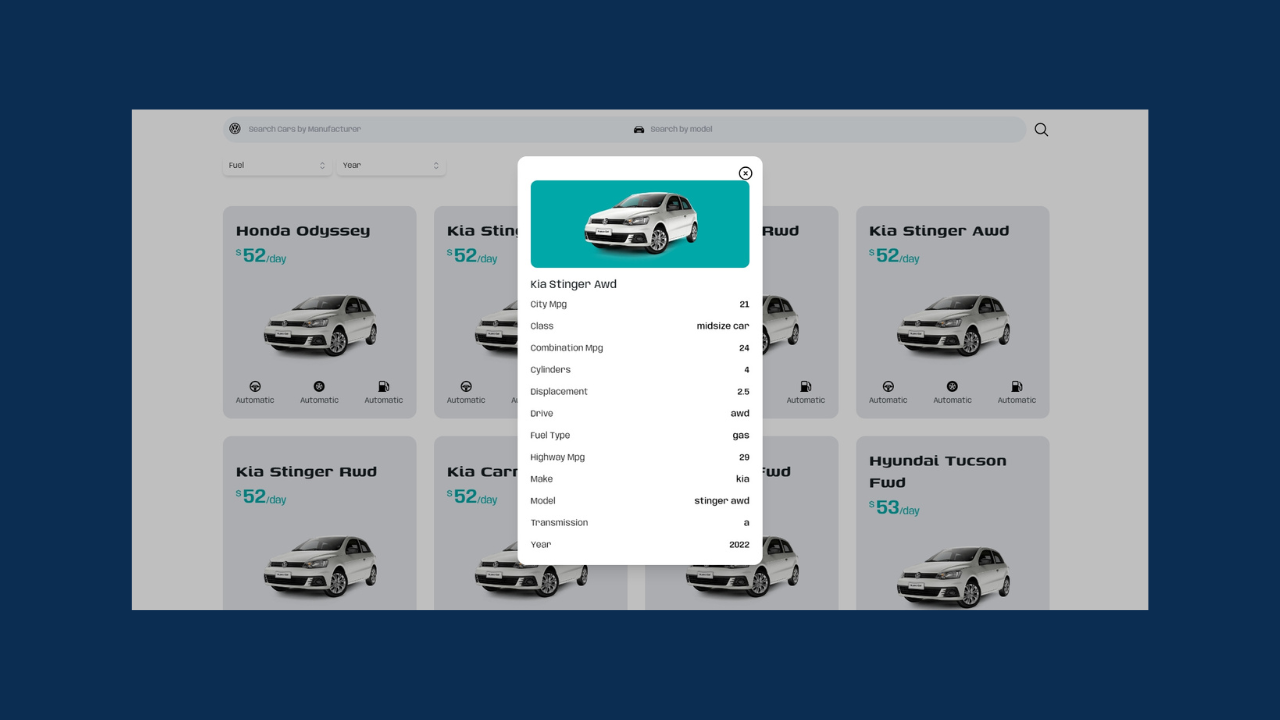 Search Cars by Manufacturer
Search by model
Fuel
Year
Honda Odyssey
$52/day
Automatic Automatic Automatic
Kia Sting
$52/day
Automatic
Rwd
Automatic
Kia Stinger Awd
$52/day
Automatic Automatic Automatic
Kia Stinger Awd
City Mpg 21
Class midsize car
Combination Mpg 24
Cylinders 4
Displacement 2.5
Drive awd
Fuel Type gas
Highway Mpg 29
Make kia
Model stinger awd
Transmission a
Year 2022
Kia Stinger Rwd
$52/day
Kia Carn
$52/day
Fwd
Hyundai Tucson
Fwd
$53/day